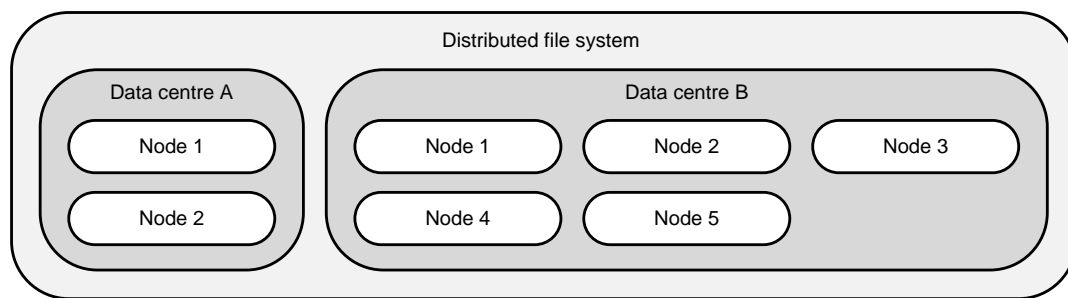 Distributed file system
Data centre A
Node 1
Node 2
Data centre B
Node 1
Node 2
Node 3
Node 4
Node 5